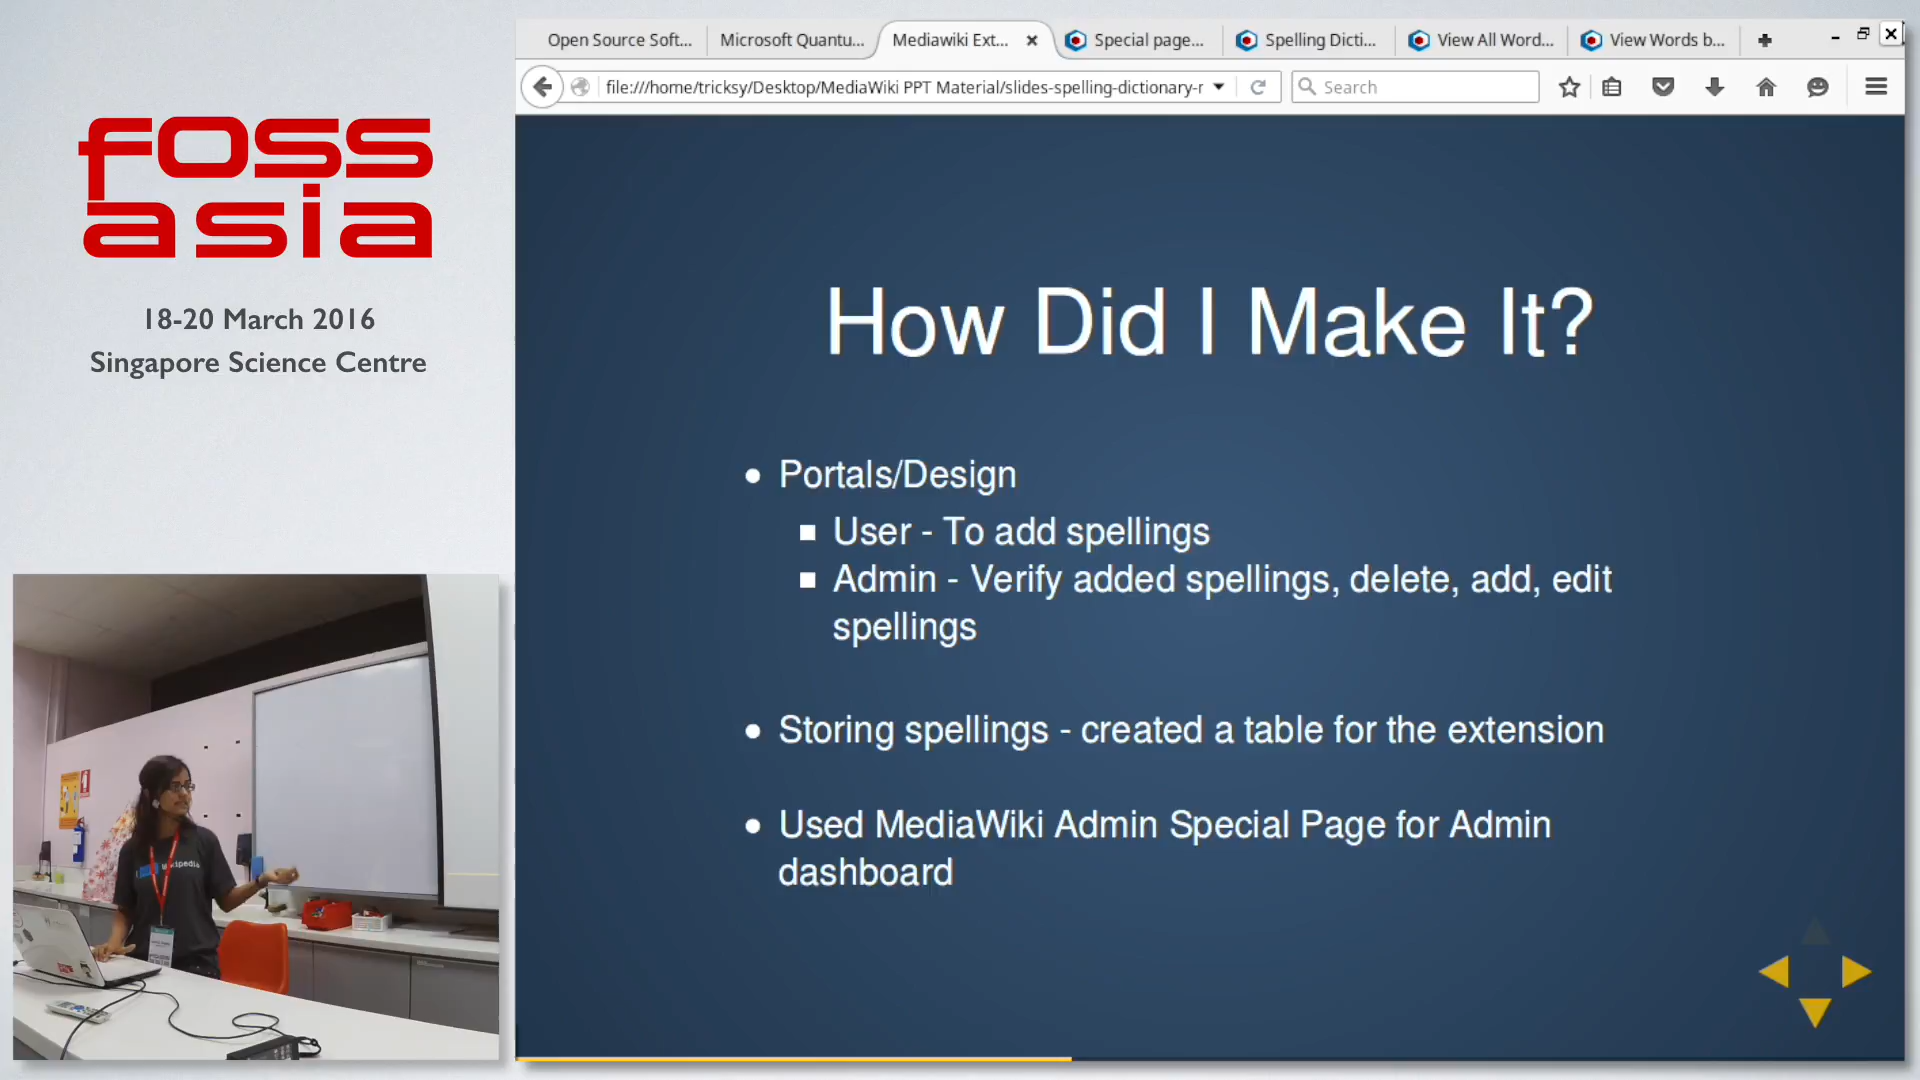 foss
asia
18-20 March 2016
Singapore Science Centre
Open Source Soft...
Microsoft Quantu...
Mediawiki Ext...
Special page...
Spelling Dicti...
View All Word...
View Words b...
file:///home/tricksy/Desktop/MediaWiki PPT Material/slides-spelling-dictionary-r
Search
How Did I Make It?
Portals/Design
User - To add spellings
Admin - Verify added spellings, delete, add, edit
spellings
Storing spellings - created a table for the extension
Used MediaWiki Admin Special Page for Admin
dashboard
Wikipedia